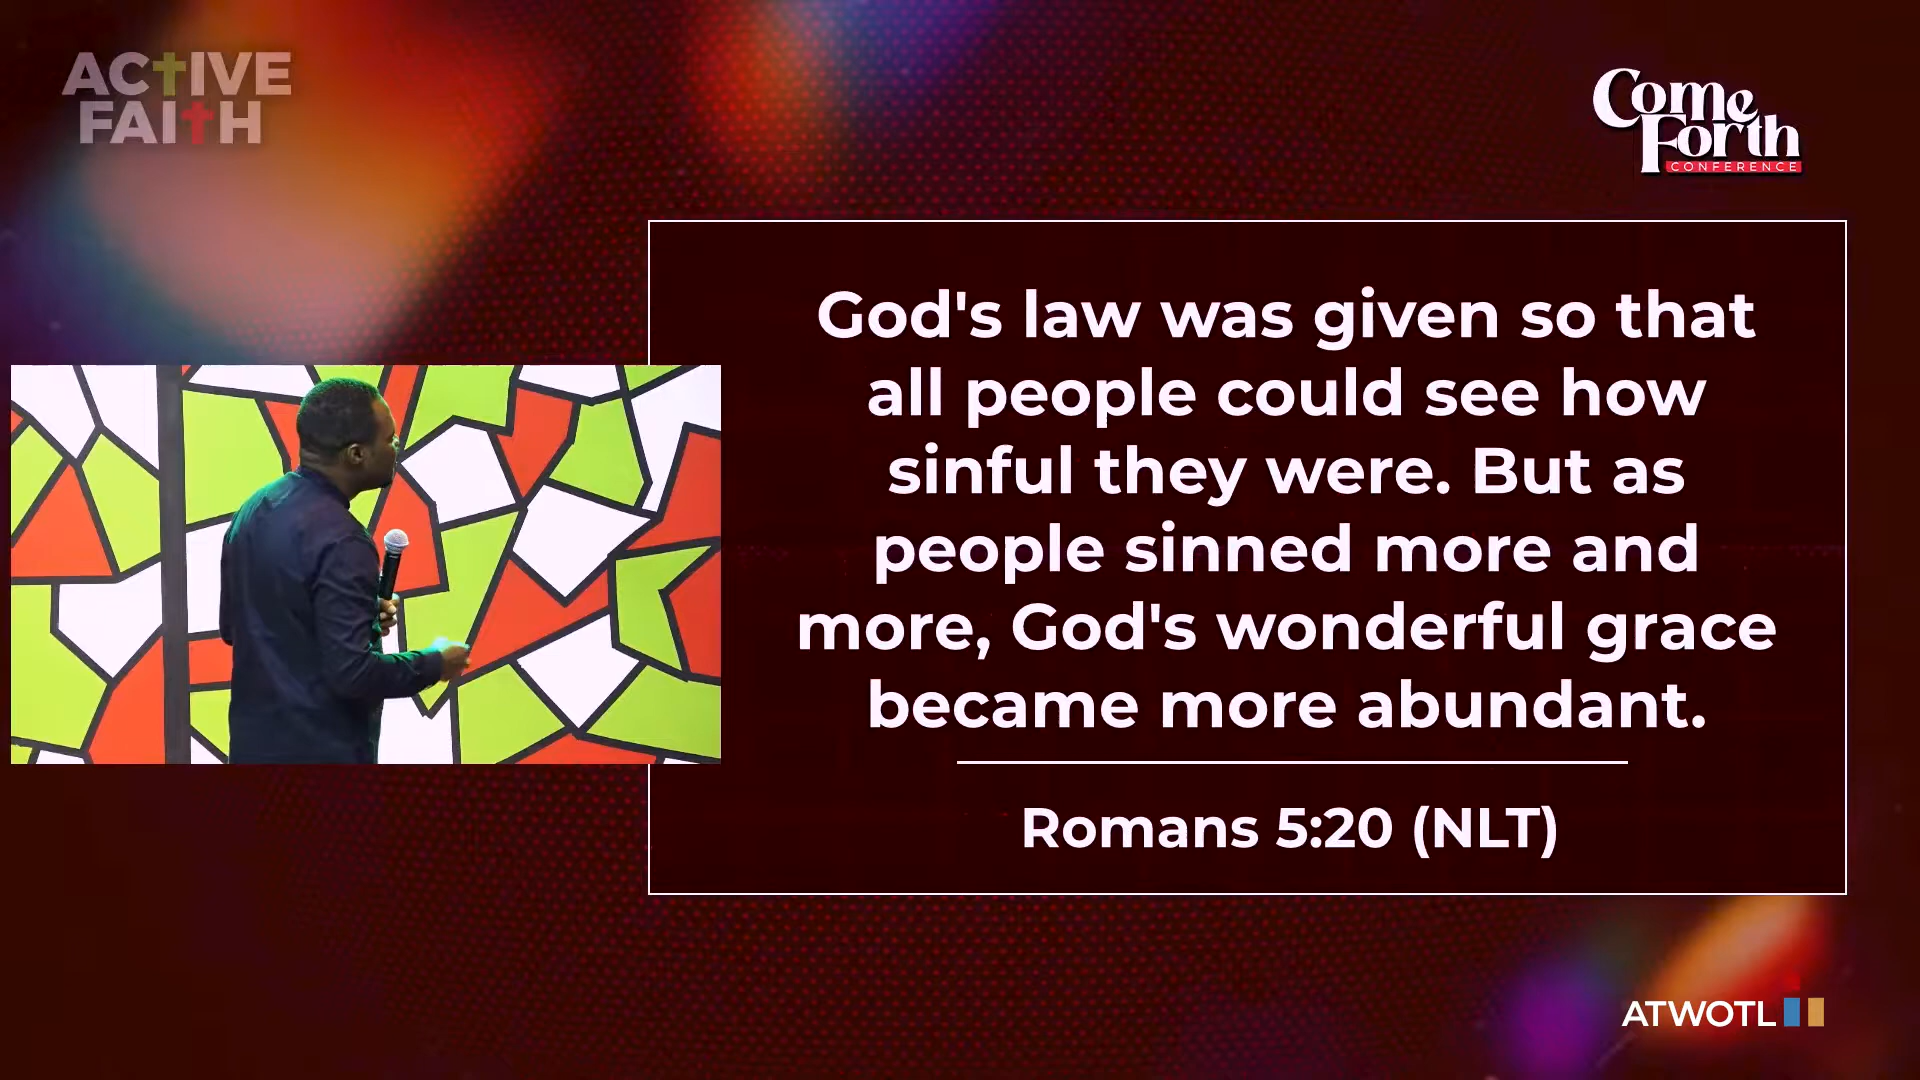 ACTIVE
FAITH
Come
Forth
CONFERENCE
God's law was given so that
all people could see how
sinful they were. But as
people sinned more and
more, God's wonderful grace
became more abundant.
Romans 5:20 (NLT)
ATWOTL